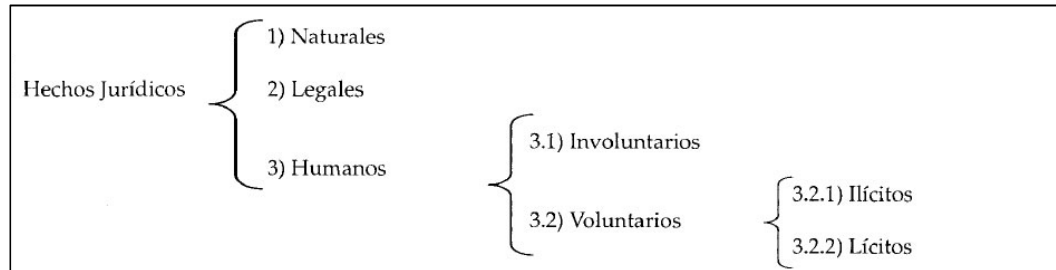 1) Naturales
Hechos Jurídicos
2) Legales
3) Humanos
3.1) Involuntarios
3.2) Voluntarios
3.2.1) Ilícitos
3.2.2) Lícitos